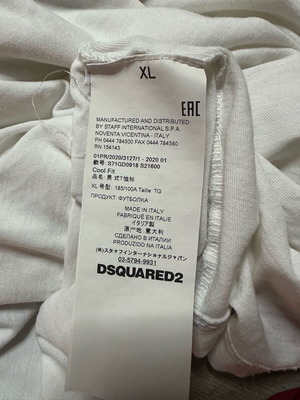 XL
EAC
MANUFACTURED AND DISTRIBUTED
BY STAFF INTERNATIONAL S.P.A
NOVENTA VICENTINA - ITALY
PH 0444 784500 FAX 0444 784580
RN 154143
01PR/2020/3127/1 - 2020 01
款号: S71GD0918 S21600
Cool Fit
品名: 男式T恤衫
XL 号型: 185/100A Taille: TG
ПРОДУКТ: ФУТБОЛКА
MADE IN ITALY
FABRIQUÉ EN ITALIE
イタリア製
原产地: 意大利
СДЕЛАНО В ИТАЛИИ
PRODUZIDO NA ITALIA
(株)スタッフインターナショナルジャパン
03-5794-9931
DSQUARED2